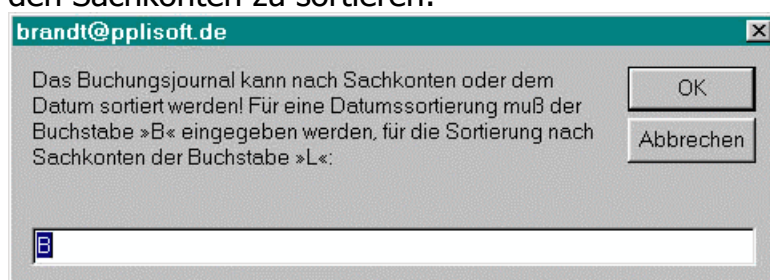 den Sachkonten zu sortieren.
brandt@pplisoft.de
Das Buchungsjournal kann nach Sachkonten oder dem
Datum sortiert werden! Für eine Datumssortierung muß der
Buchstabe »B« eingegeben werden, für die Sortierung nach
Sachkonten der Buchstabe »L«:
OK
Abbrechen
B